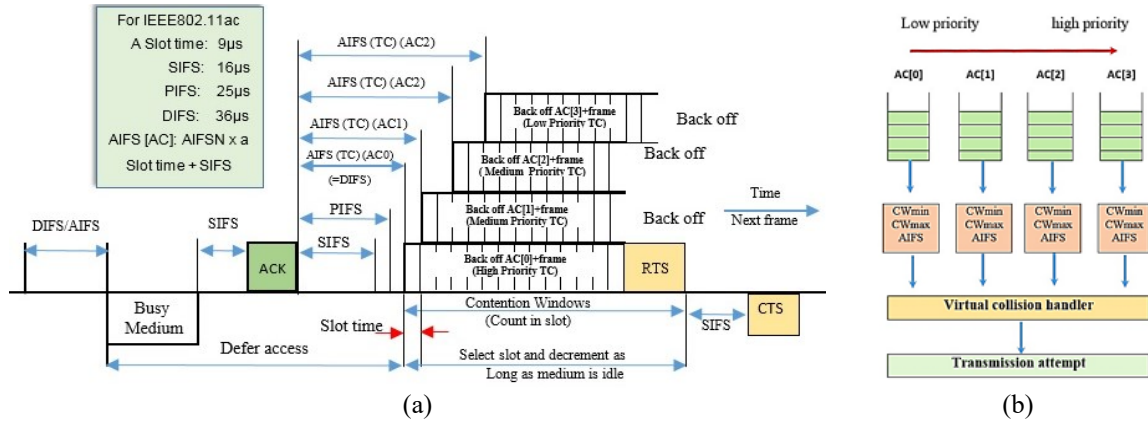 For IEEE802.11ac
A Slot time: 9µs
SIFS: 16µs
PIFS: 25µs
DIFS: 36µs
AIFS [AC]: AIFSN x a
Slot time + SIFS
AIFS (TC) (AC2)
AIFS (TC) (AC2)
AIFS (TC) (AC1)
AIFS (TC) (AC0)
(=DIFS)
PIFS
SIFS
DIFS/AIFS
SIFS
ACK
Busy
Medium
Back off AC[3]+frame
(Low Priority TC)
Back off
Back off AC[2]+frame
( Medium Priority TC)
Back off
Back off AC[1]+frame
(Medium Priority TC)
Back off
Back off AC[0]+frame
(High Priority TC)
RTS
Time
Next frame
Contention Windows
(Count in slot)
SIFS
CTS
Slot time
Defer access
Select slot and decrement as
Long as medium is idle
(a)
Low priority
high priority
AC[0]
AC[1]
AC[2]
AC[3]
CWmin
CWmax
AIFS
CWmin
CWmax
AIFS
CWmin
CWmax
AIFS
CWmin
CWmax
AIFS
Virtual collision handler
Transmission attempt
(b)